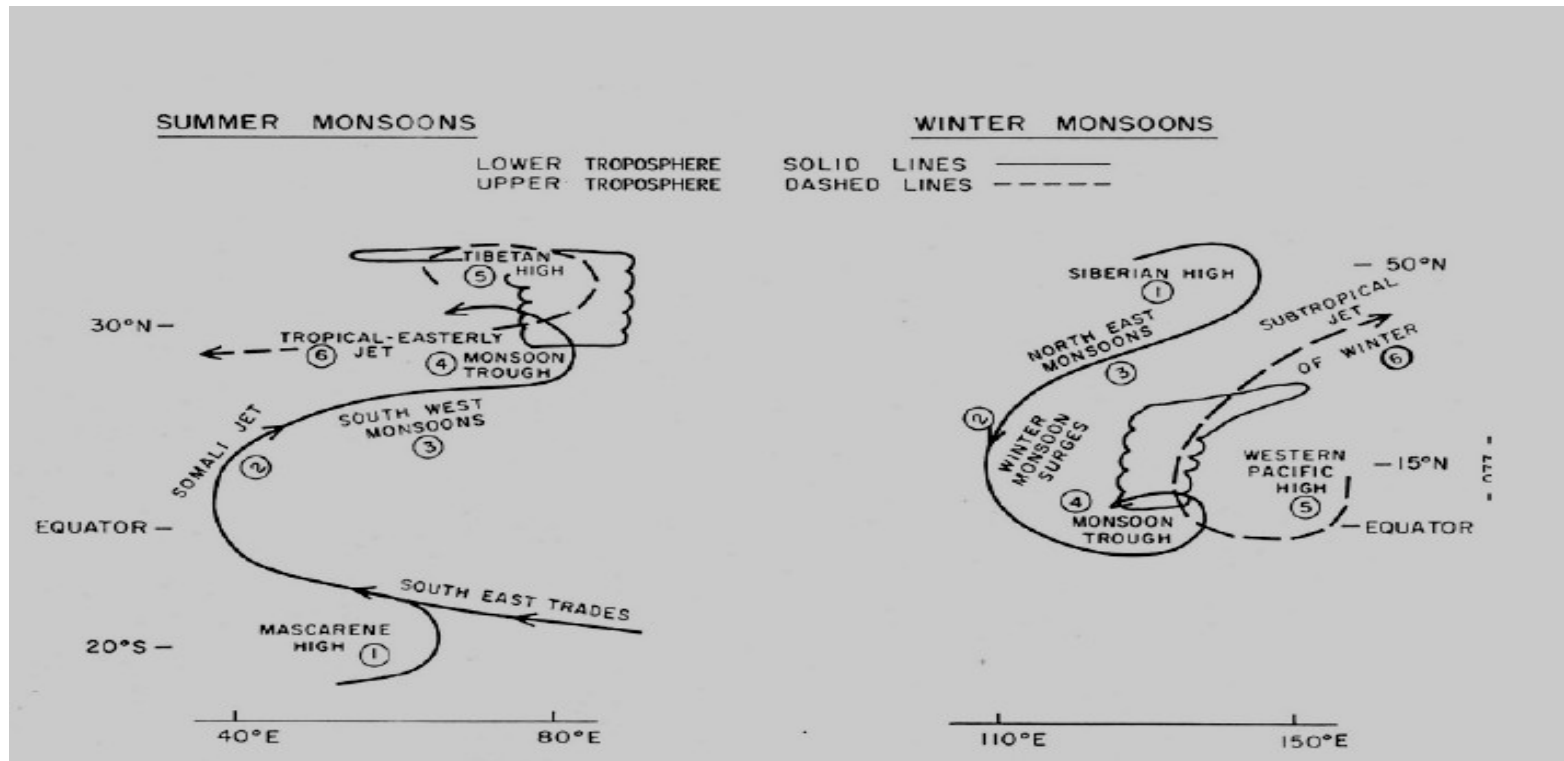 SUMMER MONSOONS
WINTER MONSOONS
LOWER TROPOSPHERE SOLID LINES
UPPER TROPOSPHERE DASHED LINES
TIBETAN
HIGH
5
30°N
TROPICAL-EASTERLY
JET
6
4
MONSOON
TROUGH
SOMALI JET
2
SOUTH WEST
MONSOONS
3
EQUATOR
SOUTH EAST TRADES
MASCARENE
HIGH
1
20°S
40°E
80°E
SIBERIAN HIGH
1
50°N
SUBTROPICAL
JET
OF WINTER
6
NORTH EAST
MONSOONS
3
2
WINTER
MONSOON
SURGES
WESTERN
PACIFIC
HIGH
5
15°N
4
MONSOON
TROUGH
EQUATOR
110°E
150°E